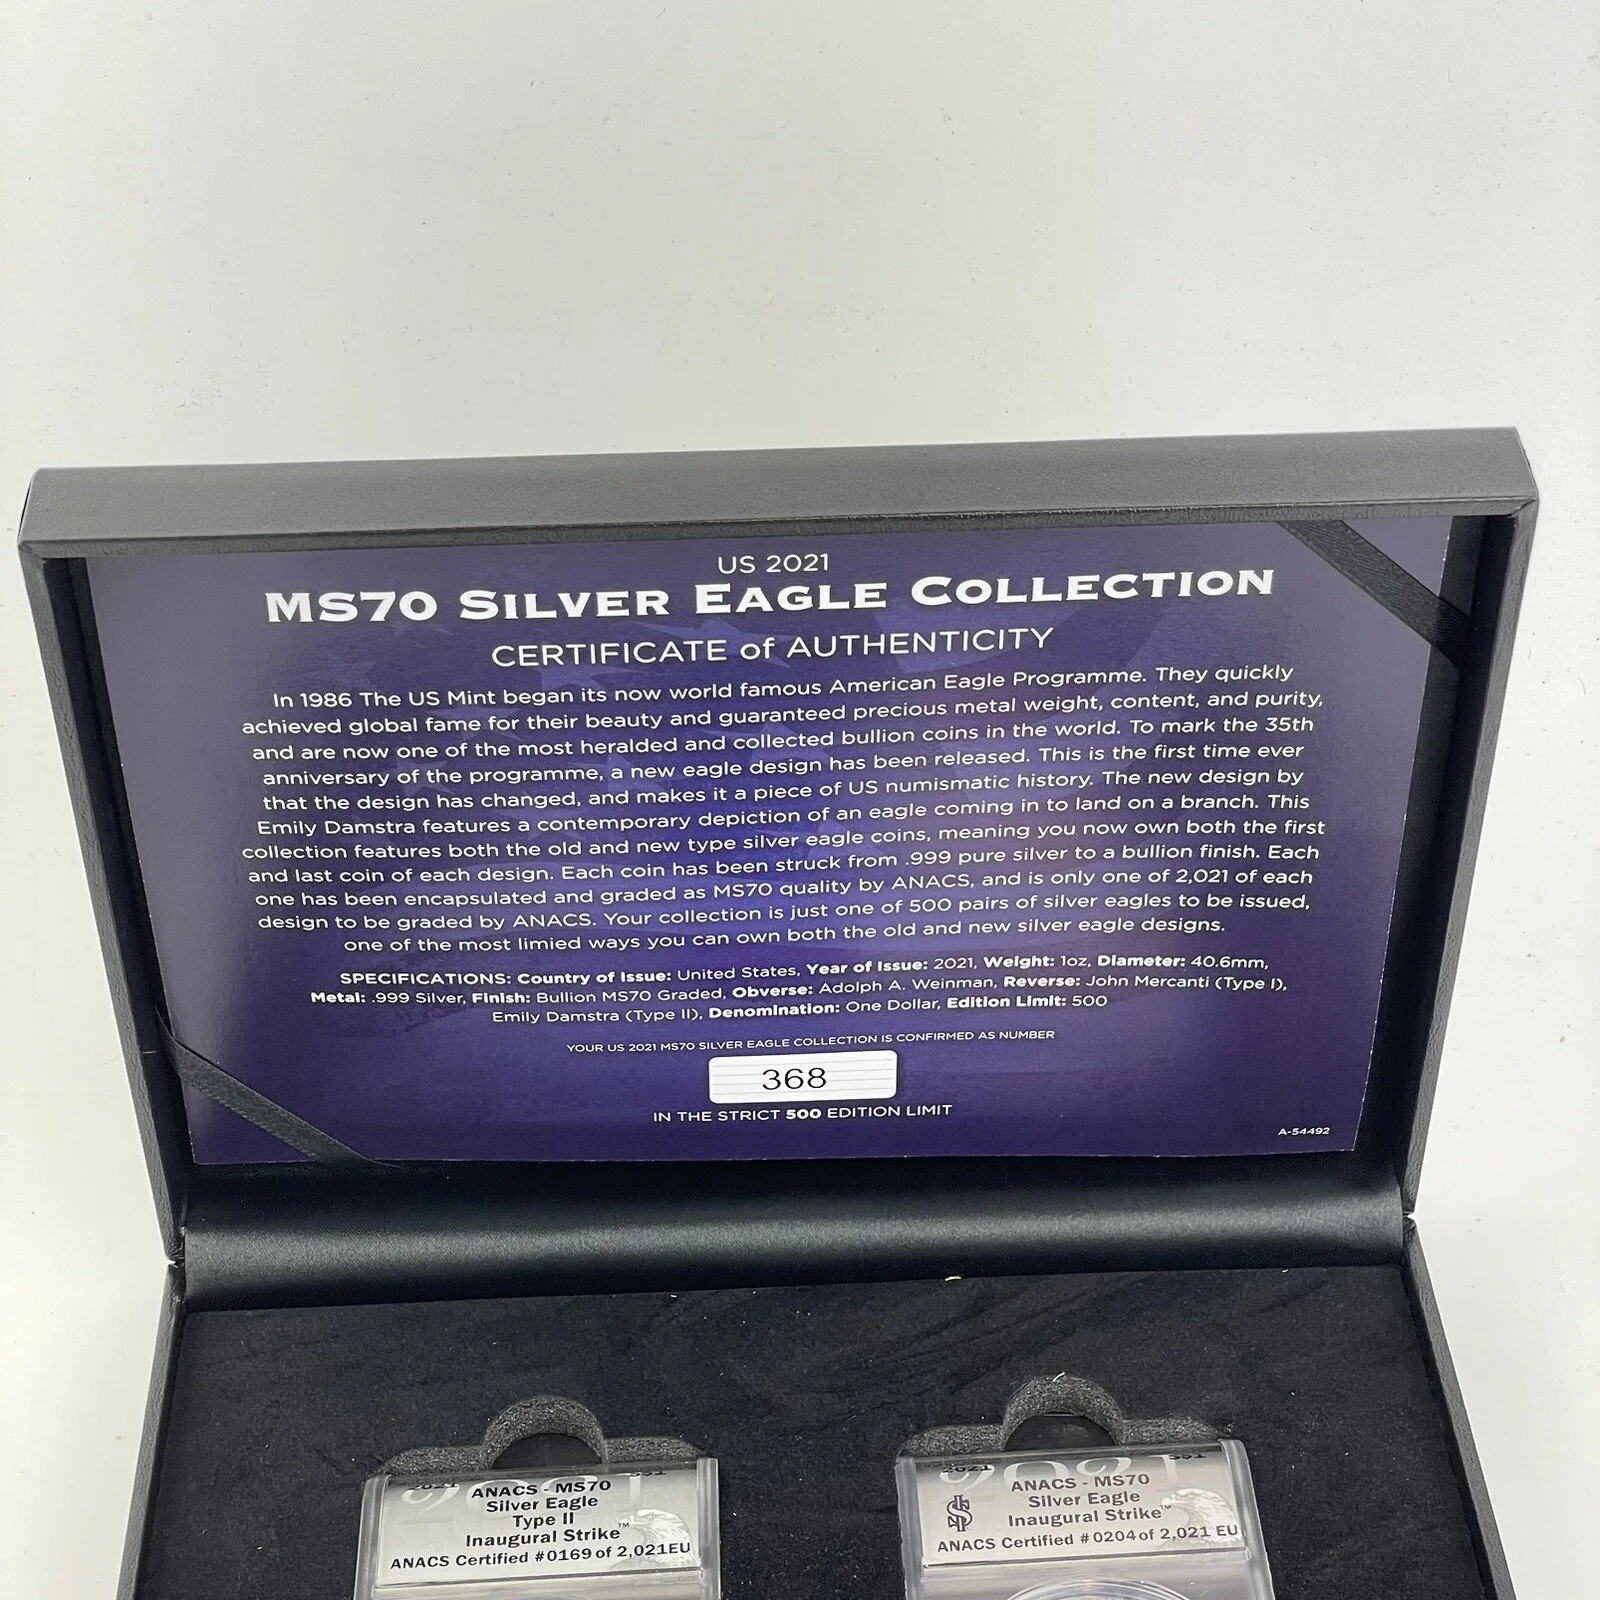 US 2021
MS70 SILVER EAGLE COLLECTION
CERTIFICATE of AUTHENTICITY
In 1986 The US Mint began its now world famous American Eagle Programme. They quickly
achieved global fame for their beauty and guaranteed precious metal weight, content, and purity,
and are now one of the most heralded and collected bullion coins in the world. To mark the 35th
anniversary of the programme, a new eagle design has been released. This is the first time ever
that the design has changed, and makes it a piece of US numismatic history. The new design by
Emily Damstra features a contemporary depiction of an eagle coming in to land on a branch. This
collection features both the old and new type silver eagle coins, meaning you now own both the first
and last coin of each design. Each coin has been struck from .999 pure silver to a bullion finish. Each
one has been encapsulated and graded as MS70 quality by ANACS, and is only one of 2,021 of each
design to be graded by ANACS. Your collection is just one of 500 pairs of silver eagles to be issued,
one of the most limied ways you can own both the old and new silver eagle designs.
SPECIFICATIONS: Country of Issue: United States, Year of Issue: 2021, Weight: 1oz, Diameter: 40.6mm,
Metal: .999 Silver, Finish: Bullion MS70 Graded, Obverse: Adolph A. Weinman, Reverse: John Mercanti (Type I),
Emily Damstra (Type II), Denomination: One Dollar, Edition Limit: 500
YOUR US 2021 MS70 SILVER EAGLE COLLECTION IS CONFIRMED AS NUMBER
368
IN THE STRICT 500 EDITION LIMIT
A-54492
2021 S$1
ANACS - MS70
Silver Eagle
Type II
Inaugural Strike™
ANACS Certified #0169 of 2,021EU
2021 S$1
ANACS - MS70
Silver Eagle
Inaugural Strike™
ANACS Certified #0204 of 2,021 EU